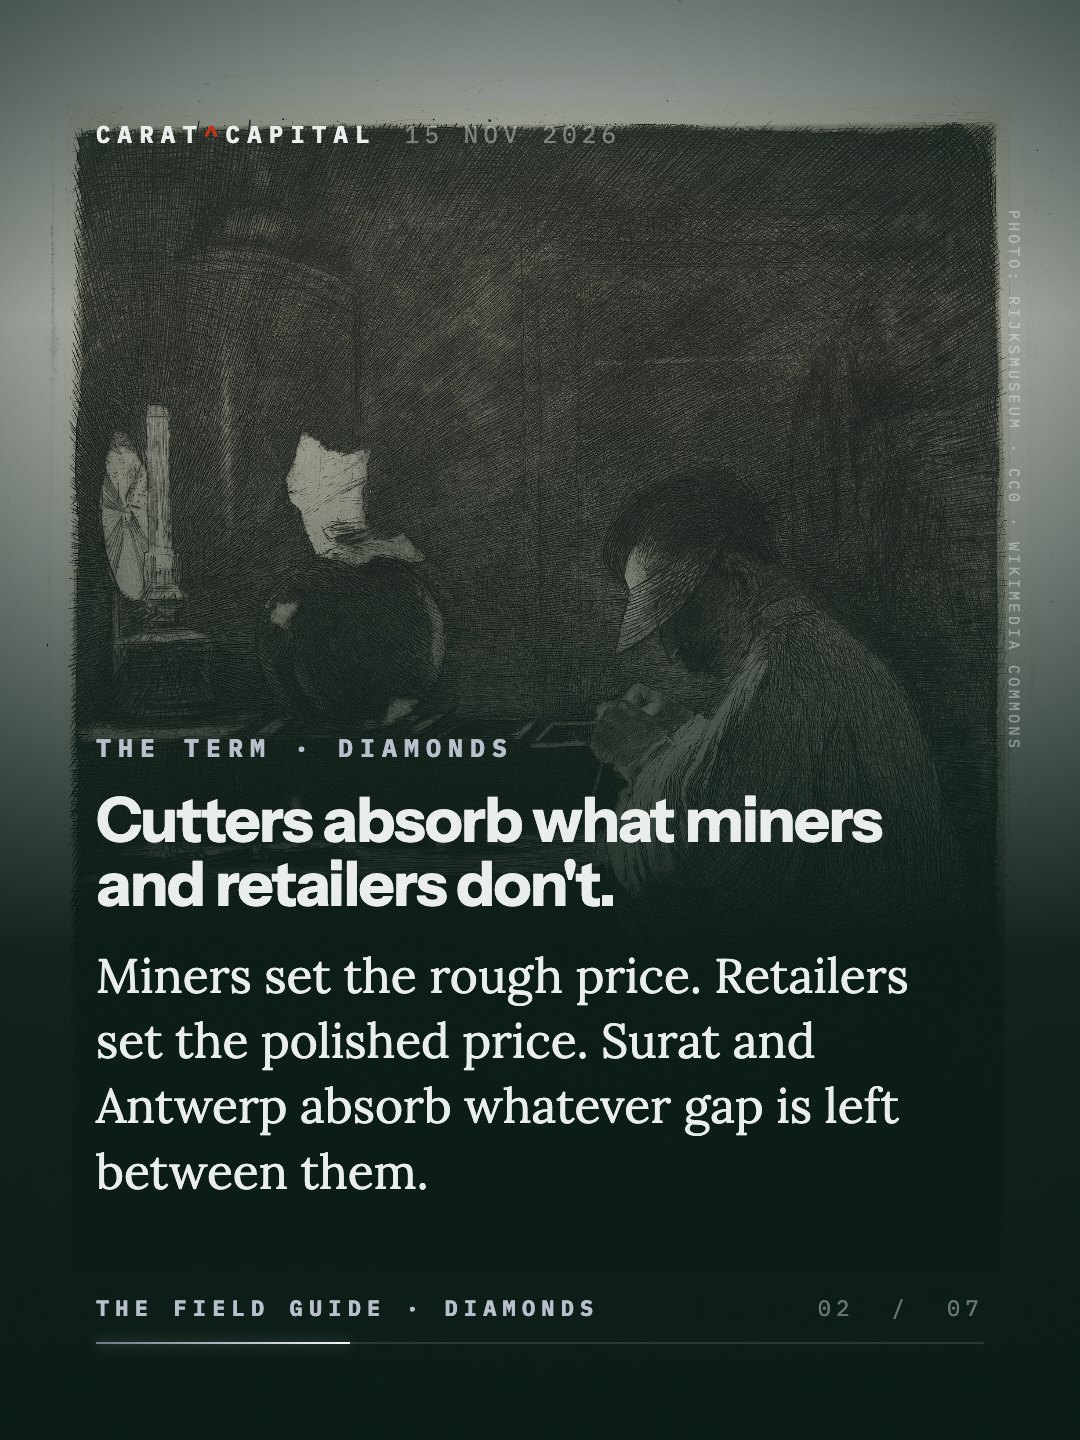 CARAT^CAPITAL 15 NOV 2026
PHOTO: RIJKSMUSEUM · CC0 · WIKIMEDIA COMMONS
THE TERM · DIAMONDS
Cutters absorb what miners
and retailers don't.
Miners set the rough price. Retailers
set the polished price. Surat and
Antwerp absorb whatever gap is left
between them.
THE FIELD GUIDE · DIAMONDS 02 / 07